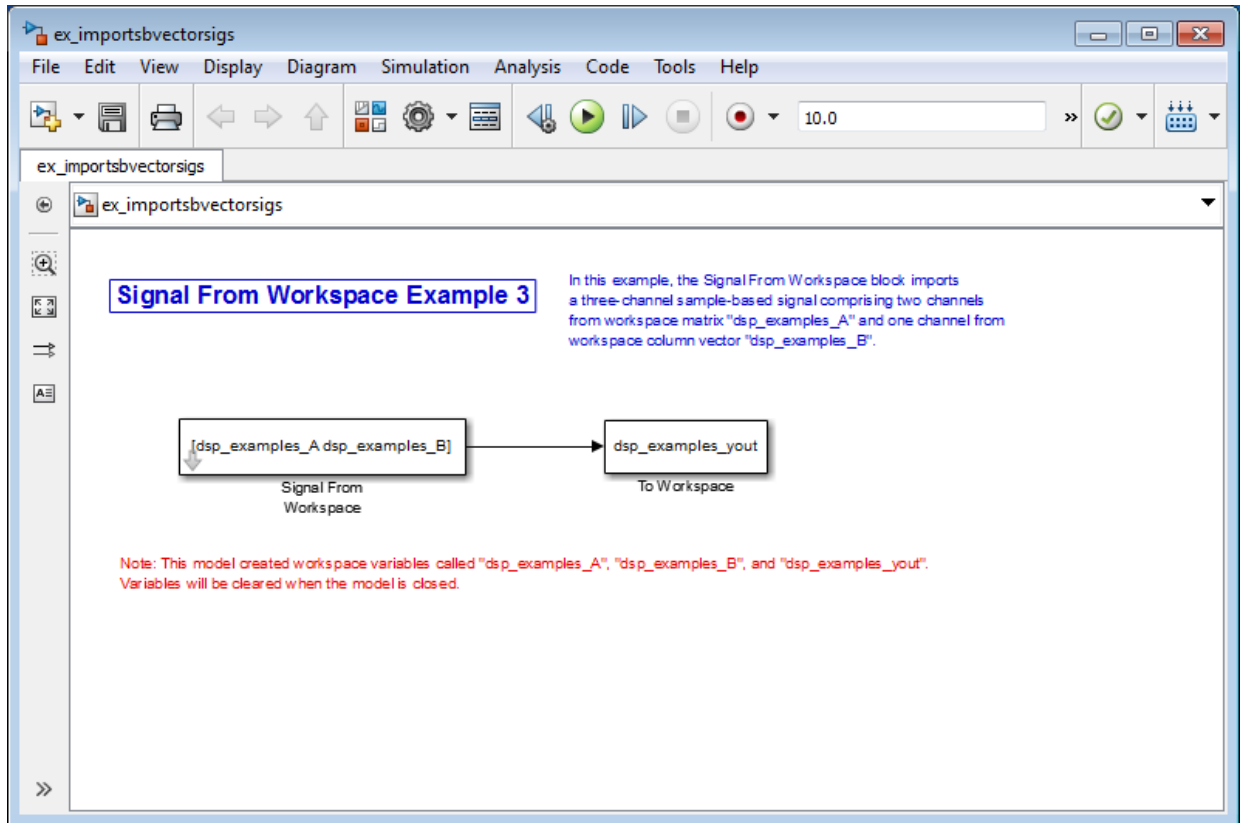 ex_importsbvectorsigs
File Edit View Display Diagram Simulation Analysis Code Tools Help
10.0
ex_importsbvectorsigs
ex_importsbvectorsigs
Signal From Workspace Example 3
In this example, the Signal From Workspace block imports
a three-channel sample-based signal comprising two channels
from workspace matrix "dsp_examples_A" and one channel from
workspace column vector "dsp_examples_B".
[dsp_examples_A dsp_examples_B]
dsp_examples_yout
Signal From
Workspace
To Workspace
Note: This model created workspace variables called "dsp_examples_A", "dsp_examples_B", and "dsp_examples_yout".
Variables will be cleared when the model is closed.